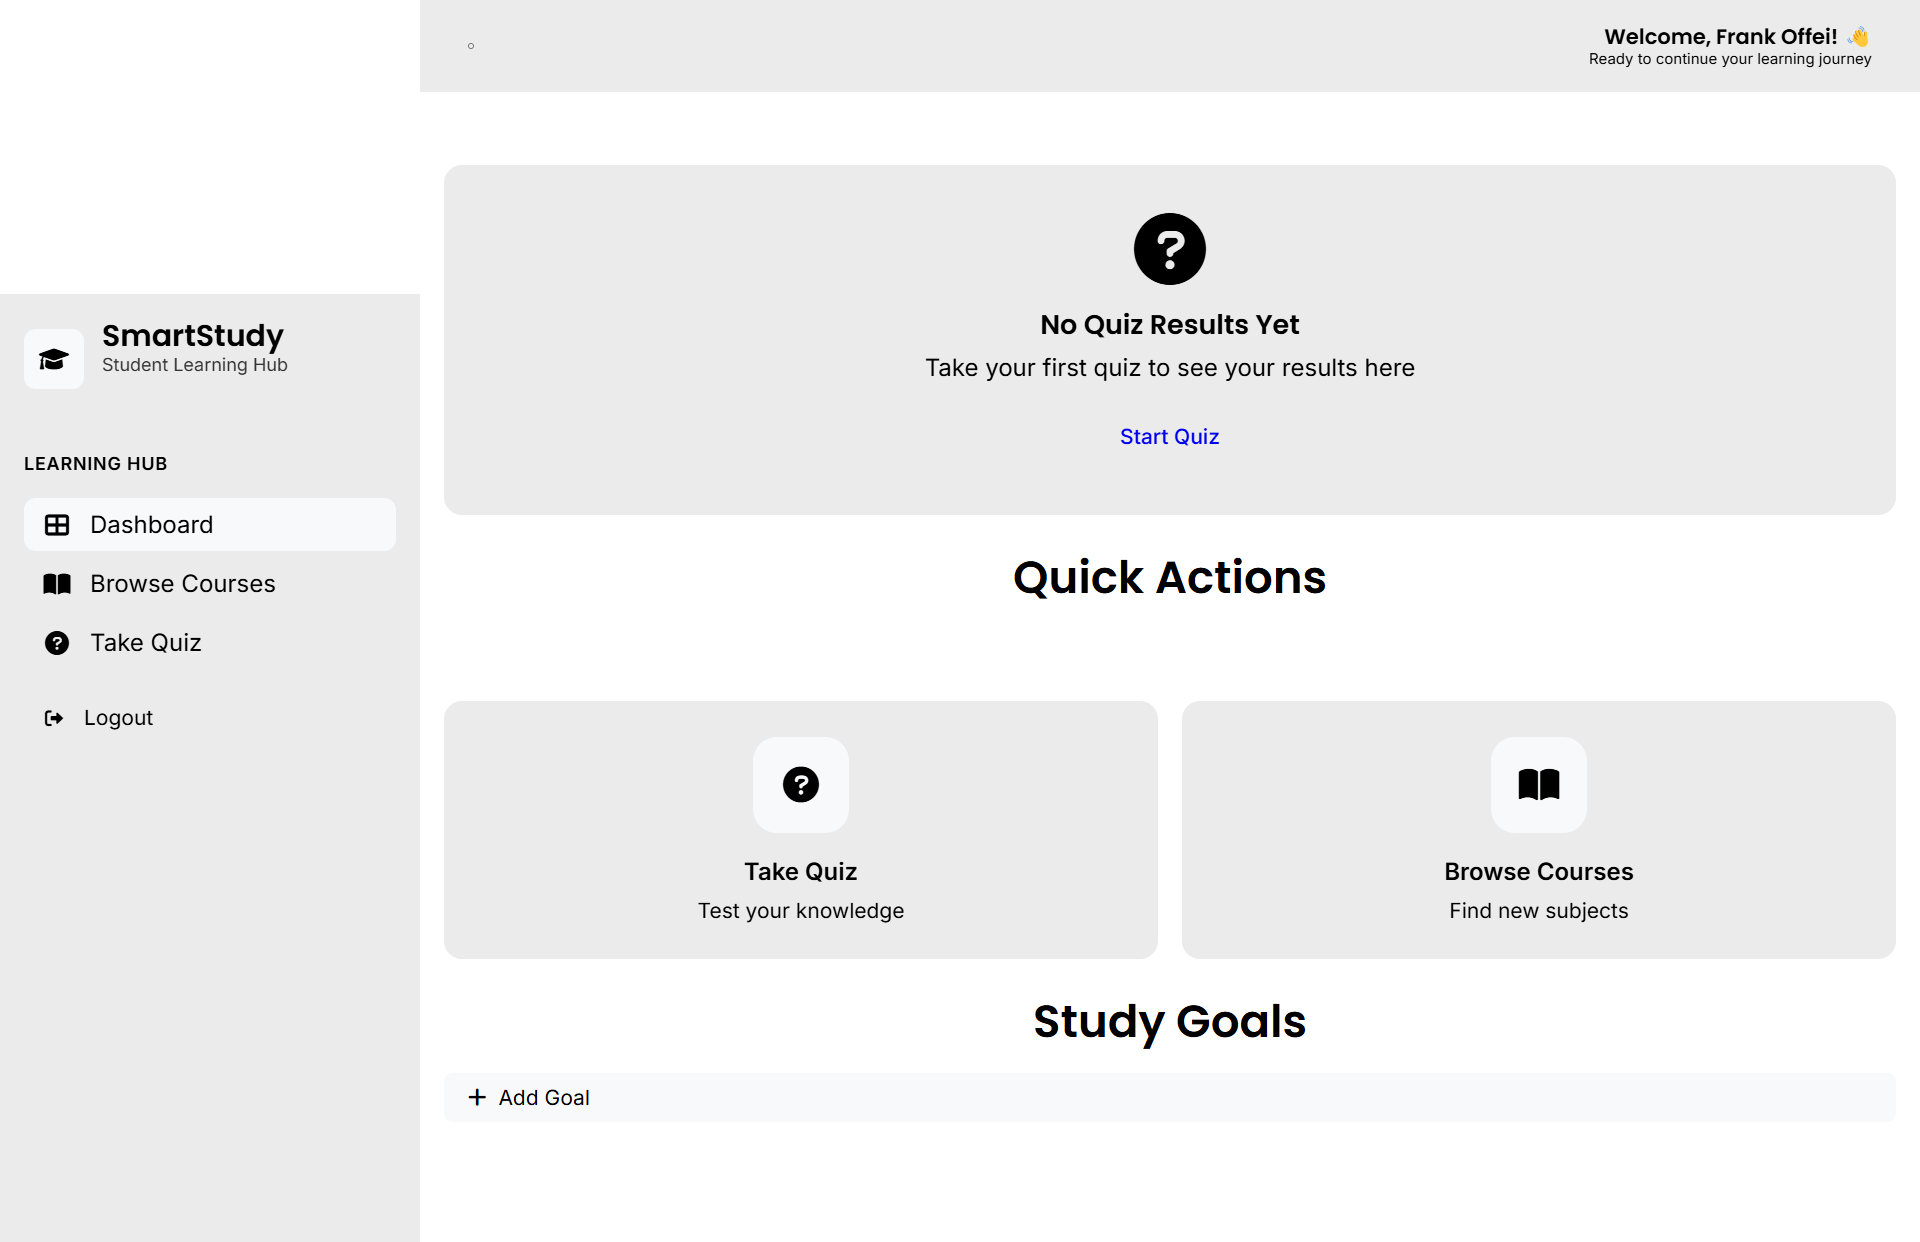 Welcome, Frank Offei! 👋
Ready to continue your learning journey
SmartStudy
Student Learning Hub
LEARNING HUB
Dashboard
Browse Courses
Take Quiz
Logout
No Quiz Results Yet
Take your first quiz to see your results here
Start Quiz
Quick Actions
Take Quiz
Test your knowledge
Browse Courses
Find new subjects
Study Goals
Add Goal